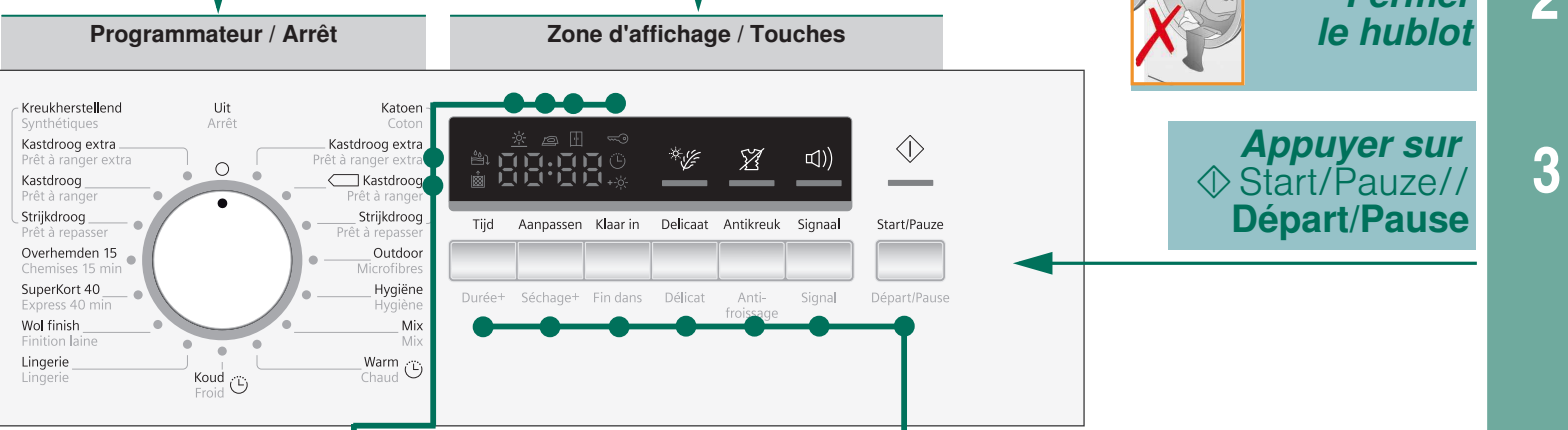 Programmateur / Arrêt
Zone d'affichage / Touches
Fermer
le hublot
2
Kreukherstellend
Synthétiques
Kastdroog extra
Prêt à ranger extra
Kastdroog
Prêt à ranger
Strijkdroog
Prêt à repasser
Overhemden 15
Chemises 15 min
SuperKort 40
Express 40 min
Wol finish
Finition laine
Lingerie
Lingerie
Uit
Arrêt
Koud
Froid
Katoen
Coton
Kastdroog extra
Prêt à ranger extra
Kastdroog
Prêt à ranger
Strijkdroog
Prêt à repasser
Outdoor
Microfibres
Hygiëne
Hygiène
Mix
Mix
Warm
Chaud
88:88
Tijd Aanpassen Klaar in Delicaat Antikreuk Signaal Start/Pauze
Durée+ Séchage+ Fin dans Délicat Anti-froissage Signal Départ/Pause
Appuyer sur
Start/Pauze//
Départ/Pause
3